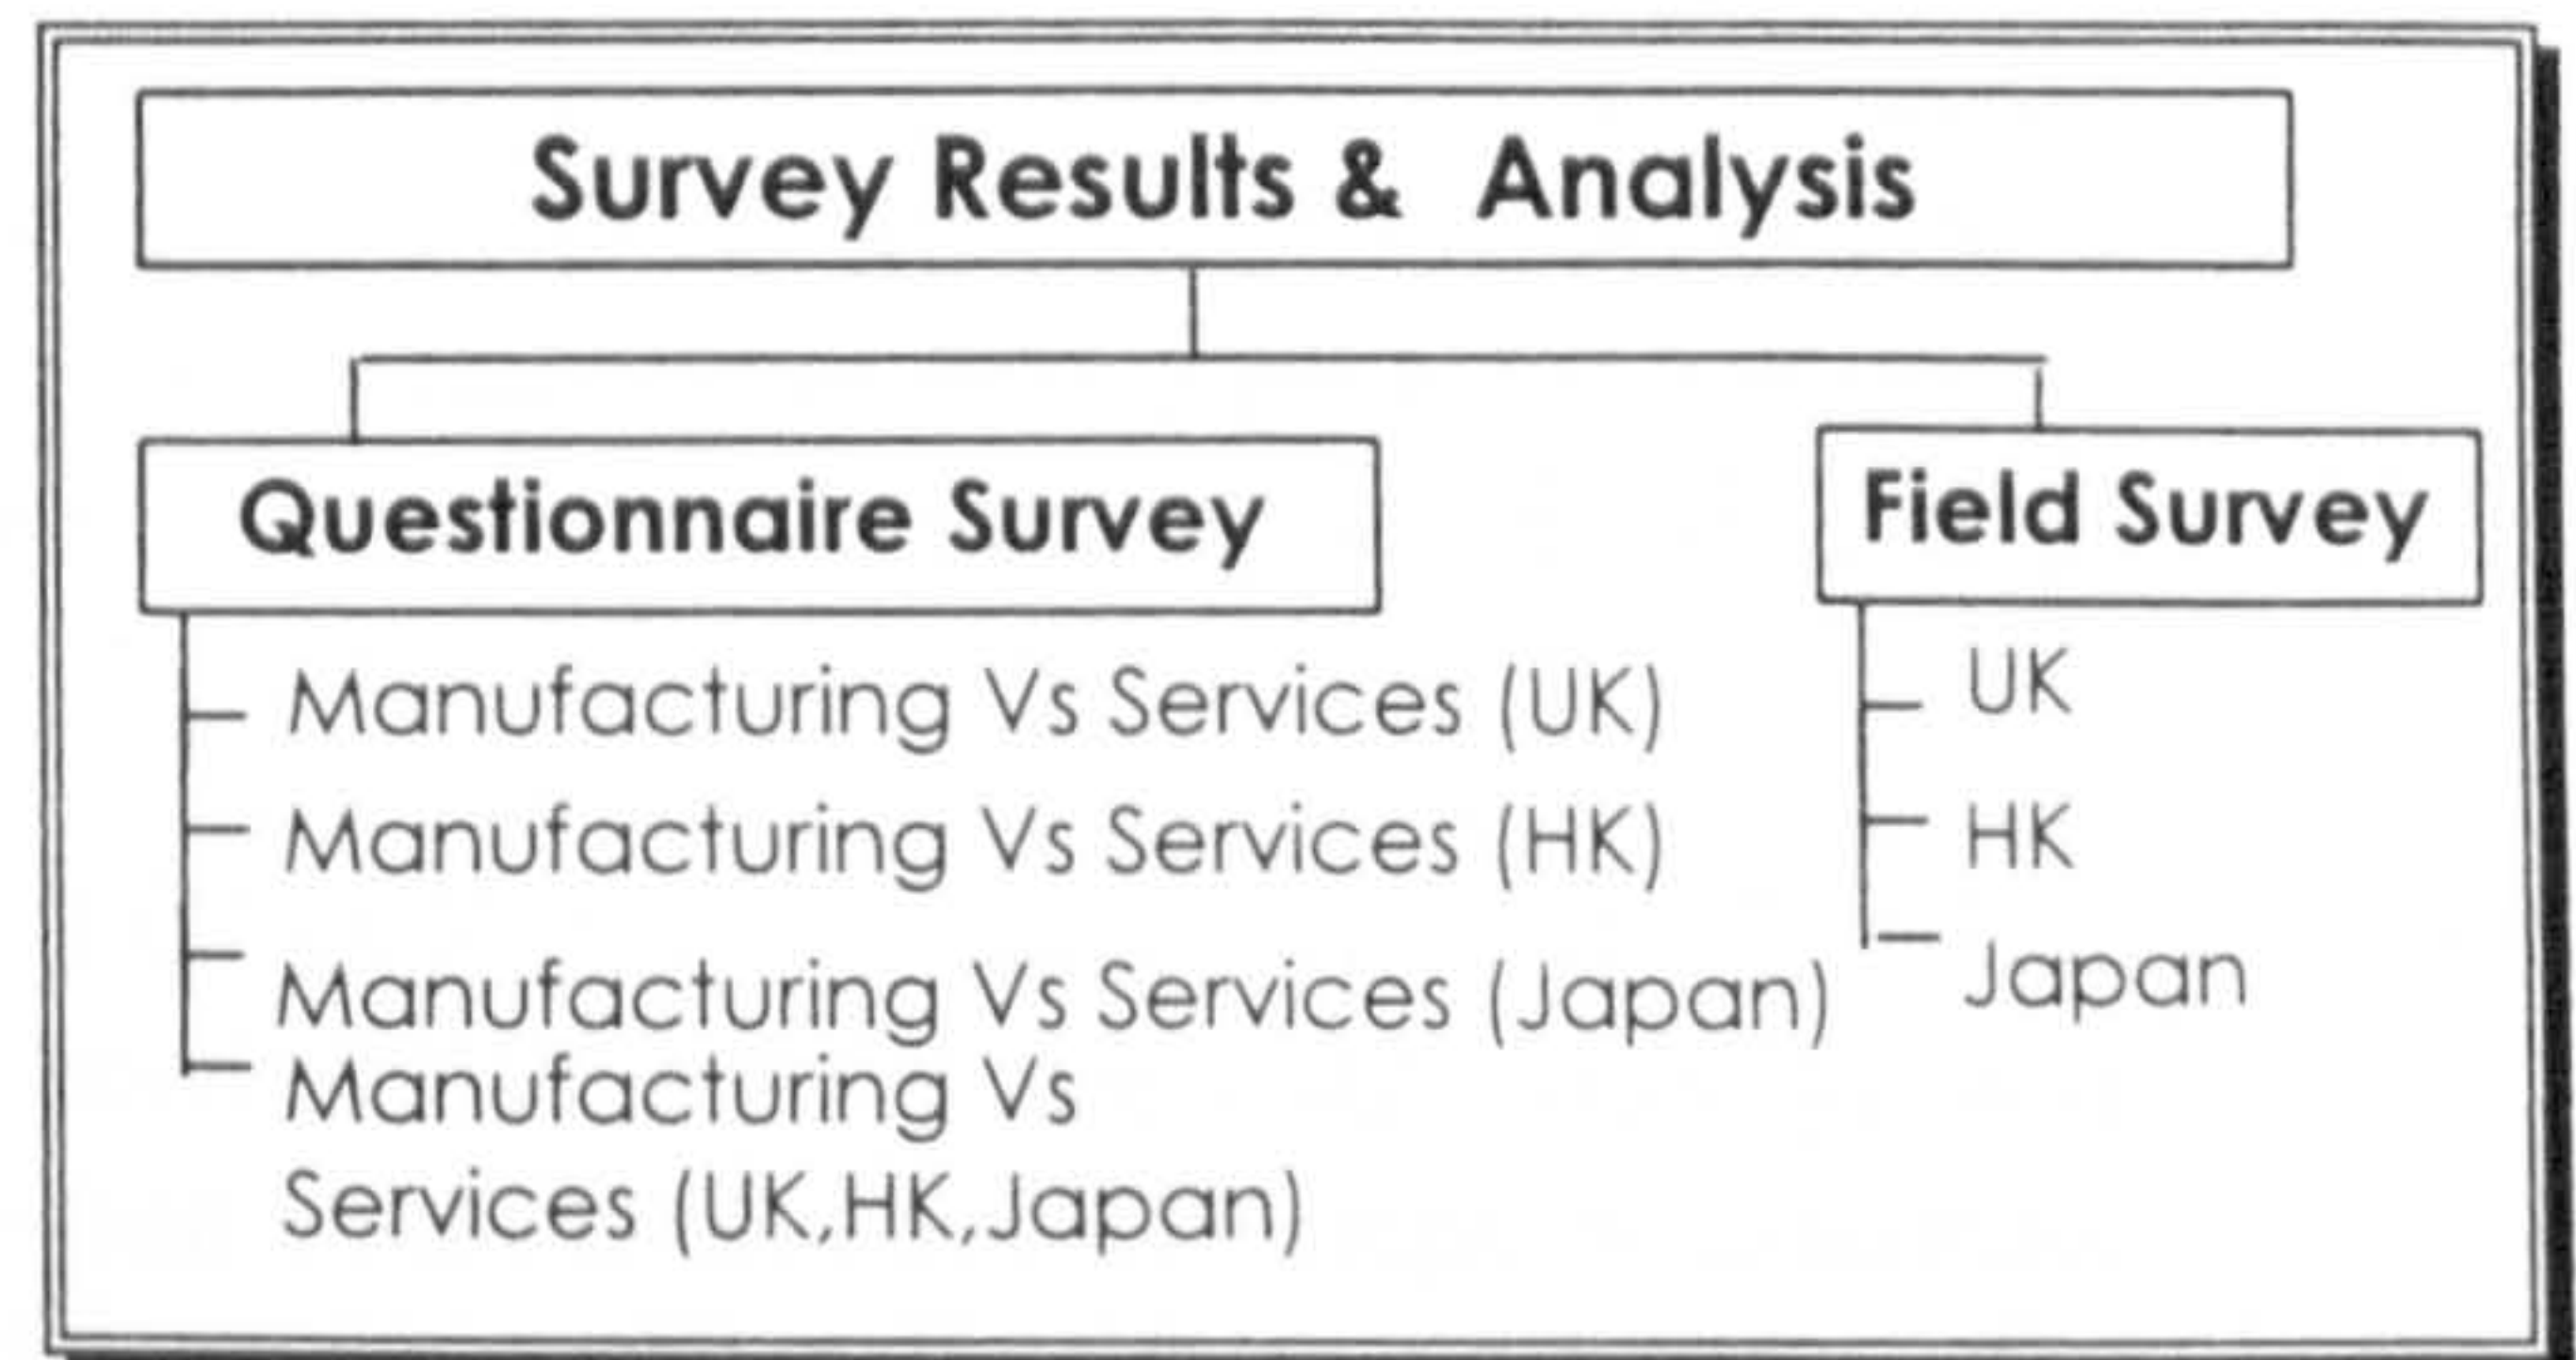 Survey Results & Analysis
Questionnaire Survey
Manufacturing Vs Services (UK)
Manufacturing Vs Services (HK)
Manufacturing Vs Services (Japan)
Manufacturing Vs
Services (UK,HK,Japan)
Field Survey
UK
HK
Japan